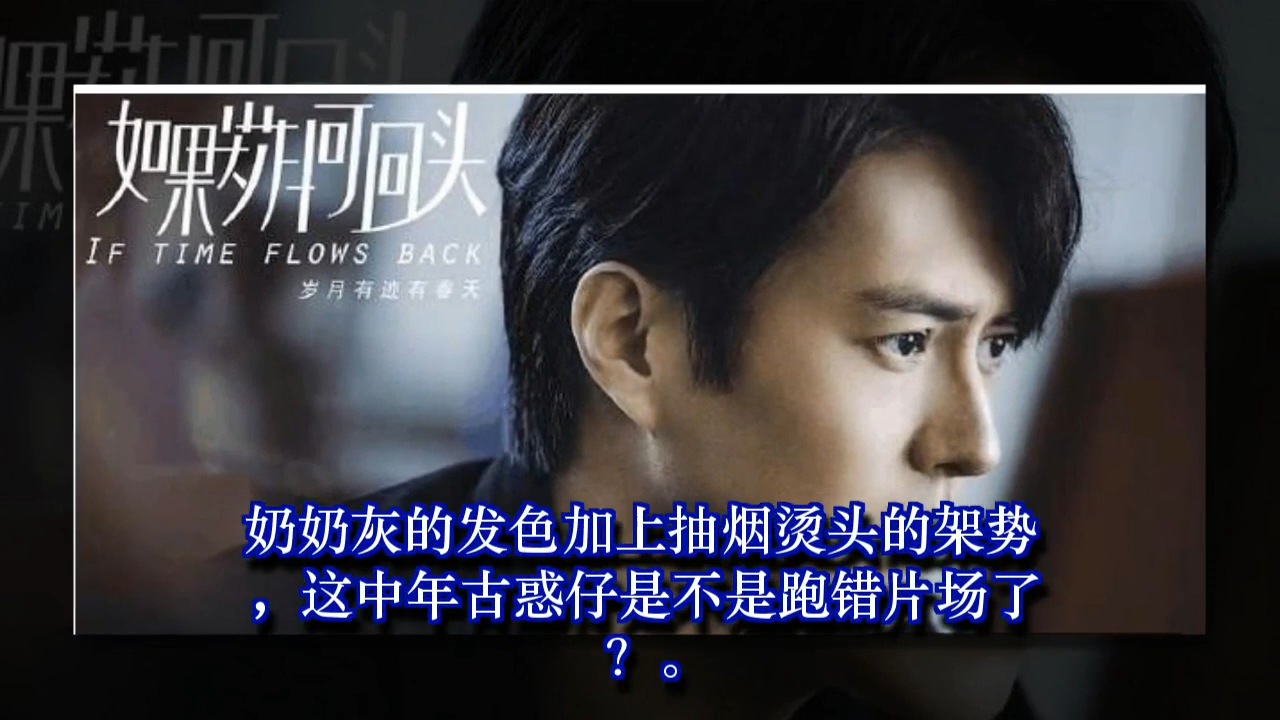 如果岁月可回头
IF TIME FLOWS BACK
岁月有迹有春天
奶奶灰的发色加上抽烟烫头的架势
，这中年古惑仔是不是跑错片场了
？。